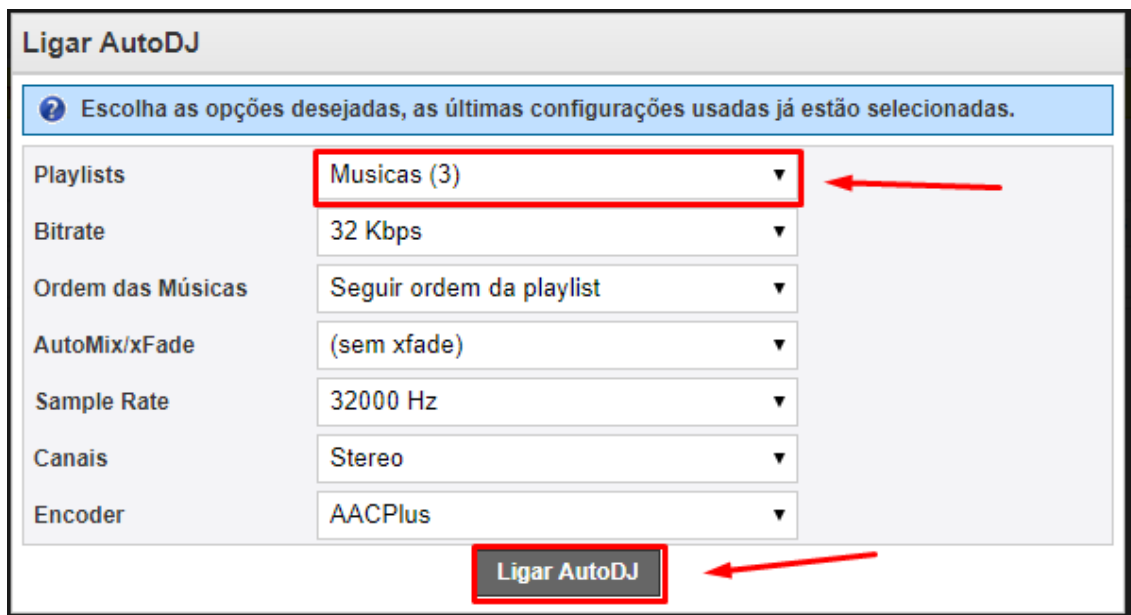 Ligar AutoDJ
Escolha as opções desejadas, as últimas configurações usadas já estão selecionadas.
Playlists Musicas (3)
Bitrate 32 Kbps
Ordem das Músicas Seguir ordem da playlist
AutoMix/xFade (sem xfade)
Sample Rate 32000 Hz
Canais Stereo
Encoder AACPlus
Ligar AutoDJ